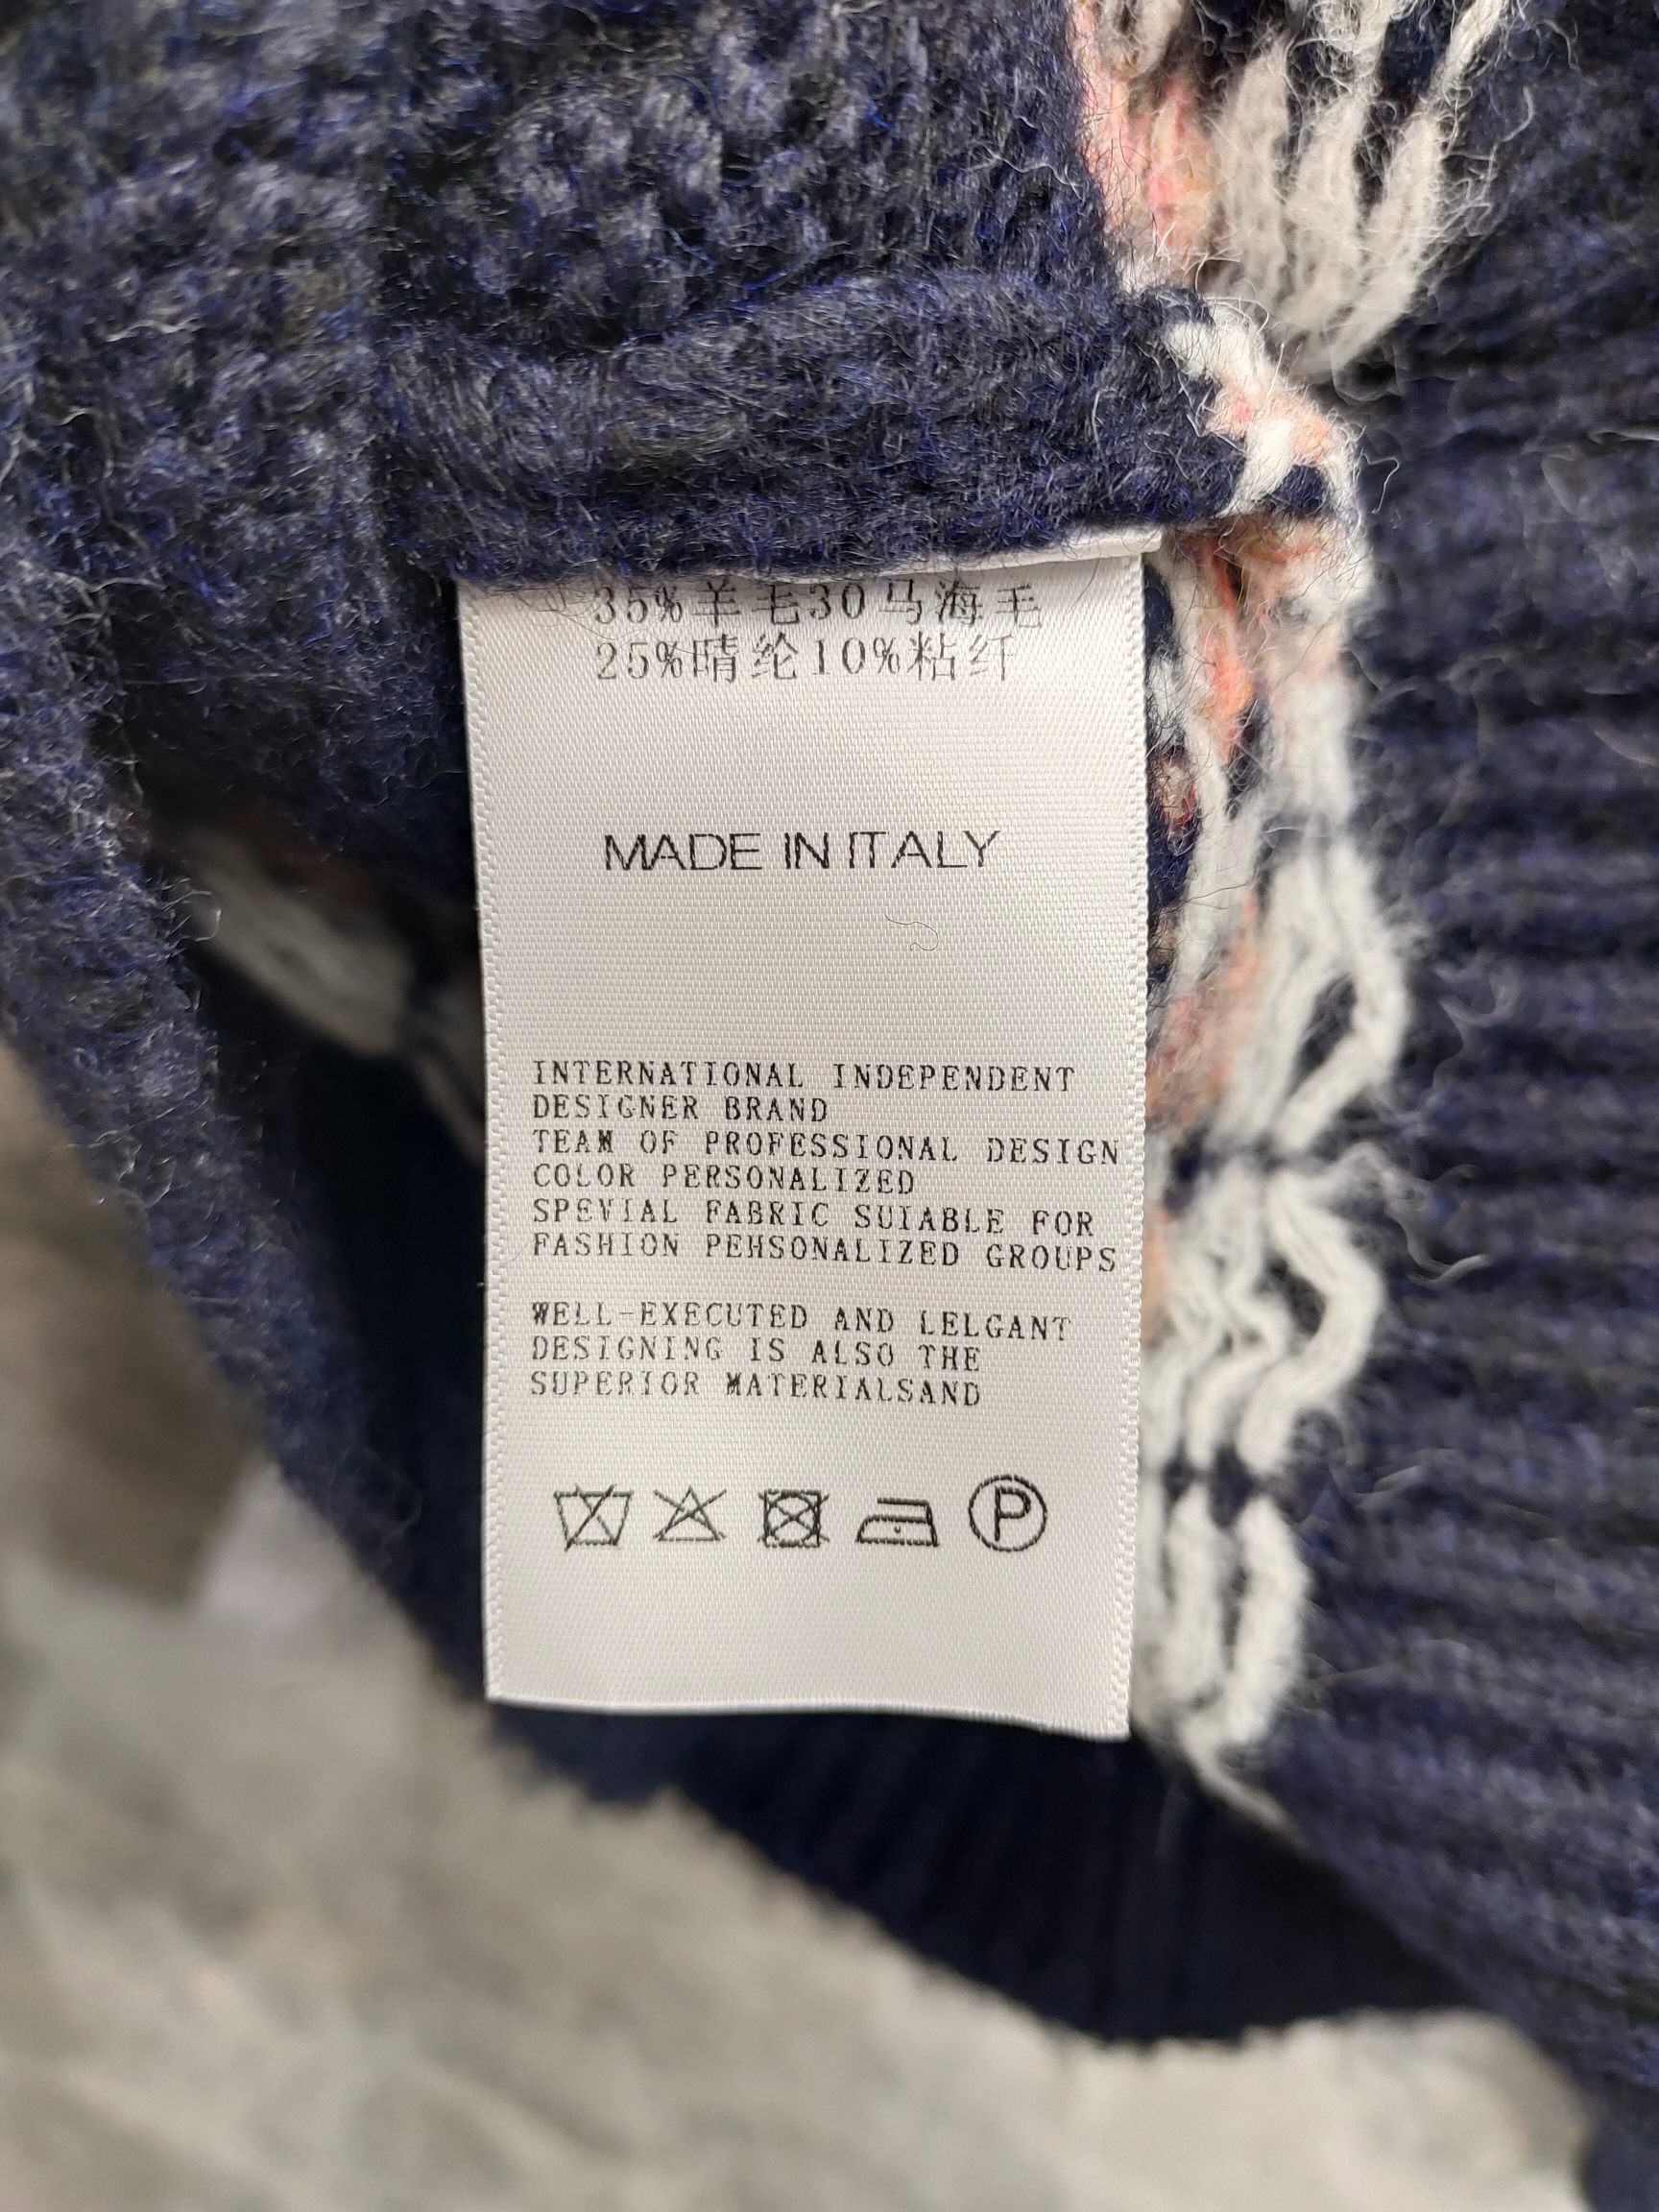 35%羊毛30马海毛
25%晴纶10%粘纤
MADE IN ITALY
INTERNATIONAL INDEPENDENT
DESIGNER BRAND
TEAM OF PROFESSIONAL DESIGN
COLOR PERSONALIZED
SPEVIAL FABRIC SUIABLE FOR
FASHION PEHSONALIZED GROUPS
WELL-EXECUTED AND LELGANT
DESIGNING IS ALSO THE
SUPERIOR MATERIALSAND
P